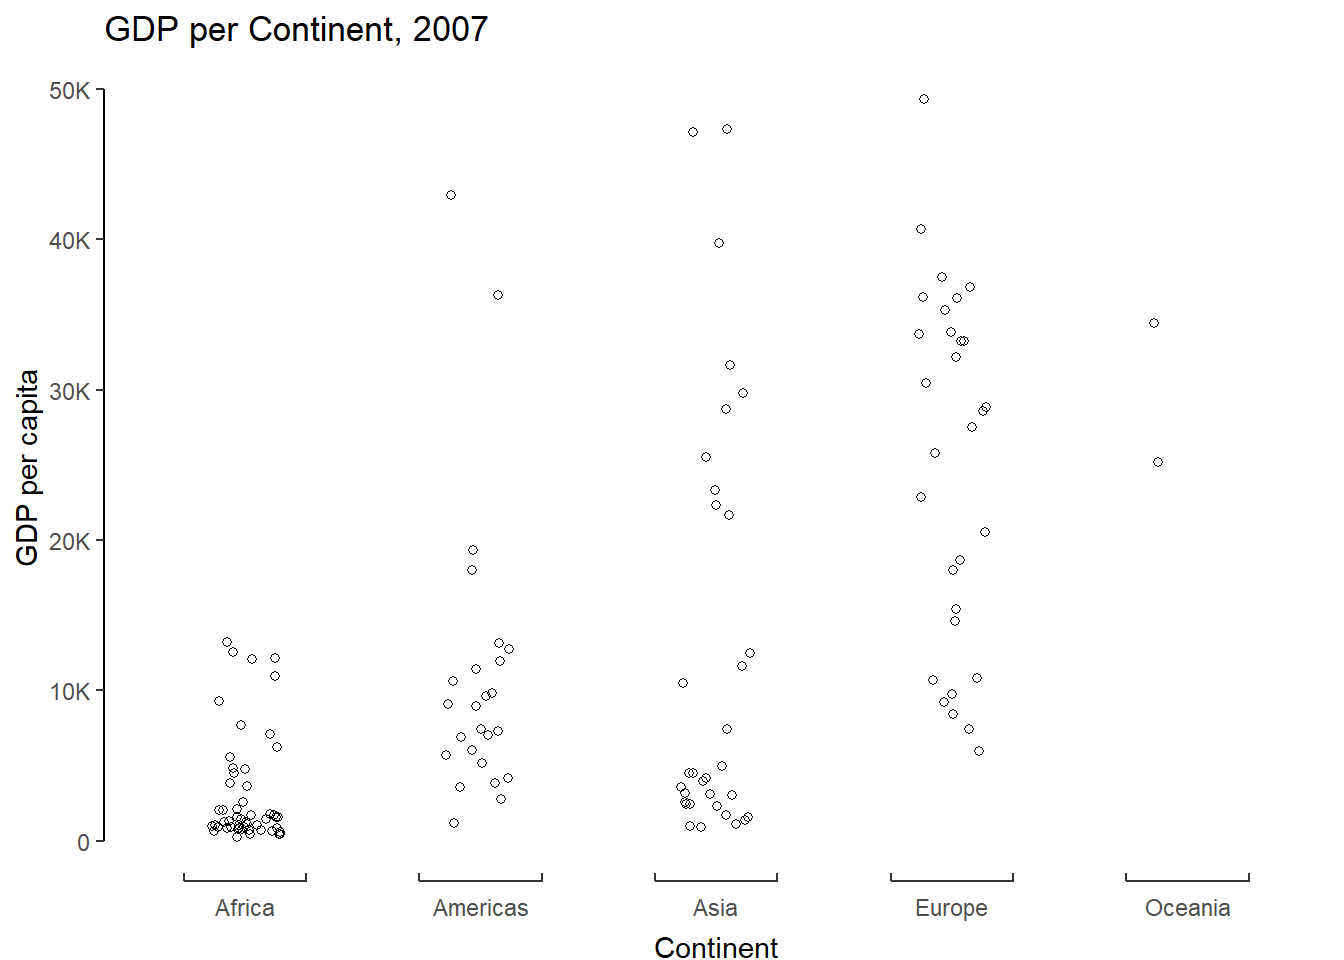 GDP per Continent, 2007
50K
40K
30K
20K
10K
0
GDP per capita
Africa Americas Asia Europe Oceania
Continent